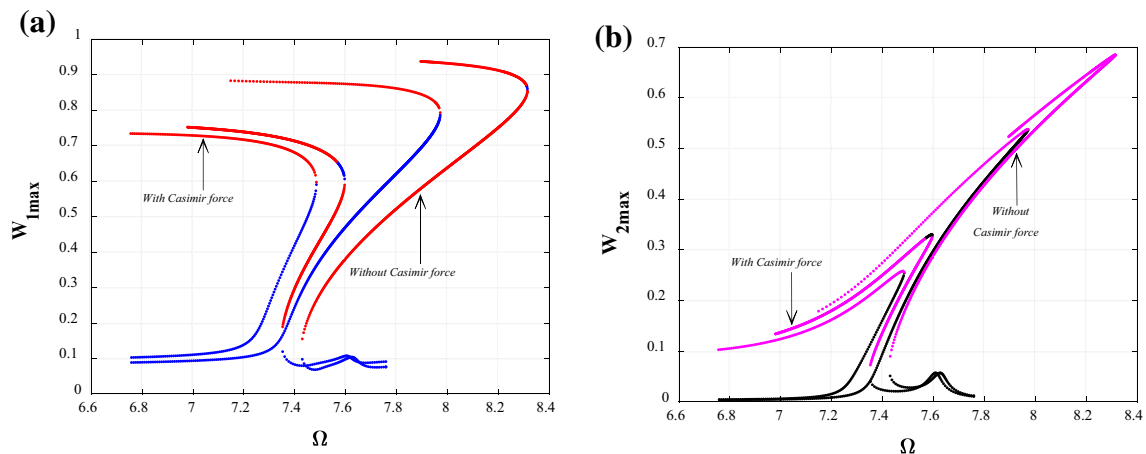 (a)
W1max
1
0.9
0.8
0.7
0.6
0.5
0.4
0.3
0.2
0.1
0
With Casimir force
Without Casimir force
6.6 6.8 7 7.2 7.4 7.6 7.8 8 8.2 8.4
Ω
(b)
W2max
0.7
0.6
0.5
0.4
0.3
0.2
0.1
0
Without
Casimir force
With Casimir force
6.6 6.8 7 7.2 7.4 7.6 7.8 8 8.2 8.4
Ω